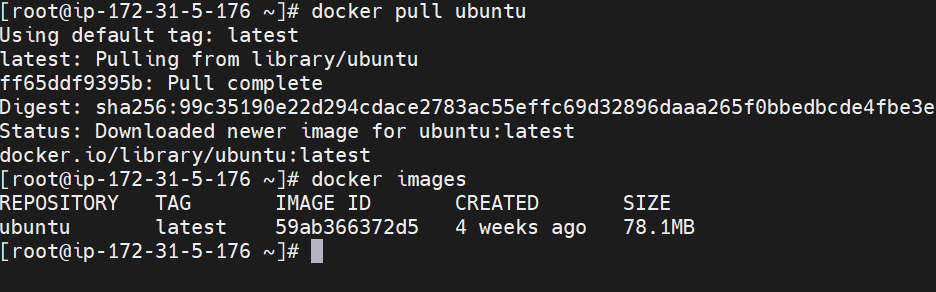 [root@ip-172-31-5-176 ~]# docker pull ubuntu
Using default tag: latest
latest: Pulling from library/ubuntu
ff65ddf9395b: Pull complete
Digest: sha256:99c35190e22d294cdace2783ac55effc69d32896daaa265f0bbedbcde4fbe3e
Status: Downloaded newer image for ubuntu:latest
docker.io/library/ubuntu:latest
[root@ip-172-31-5-176 ~]# docker images
REPOSITORY   TAG       IMAGE ID       CREATED       SIZE
ubuntu       latest    59ab366372d5   4 weeks ago   78.1MB
[root@ip-172-31-5-176 ~]#